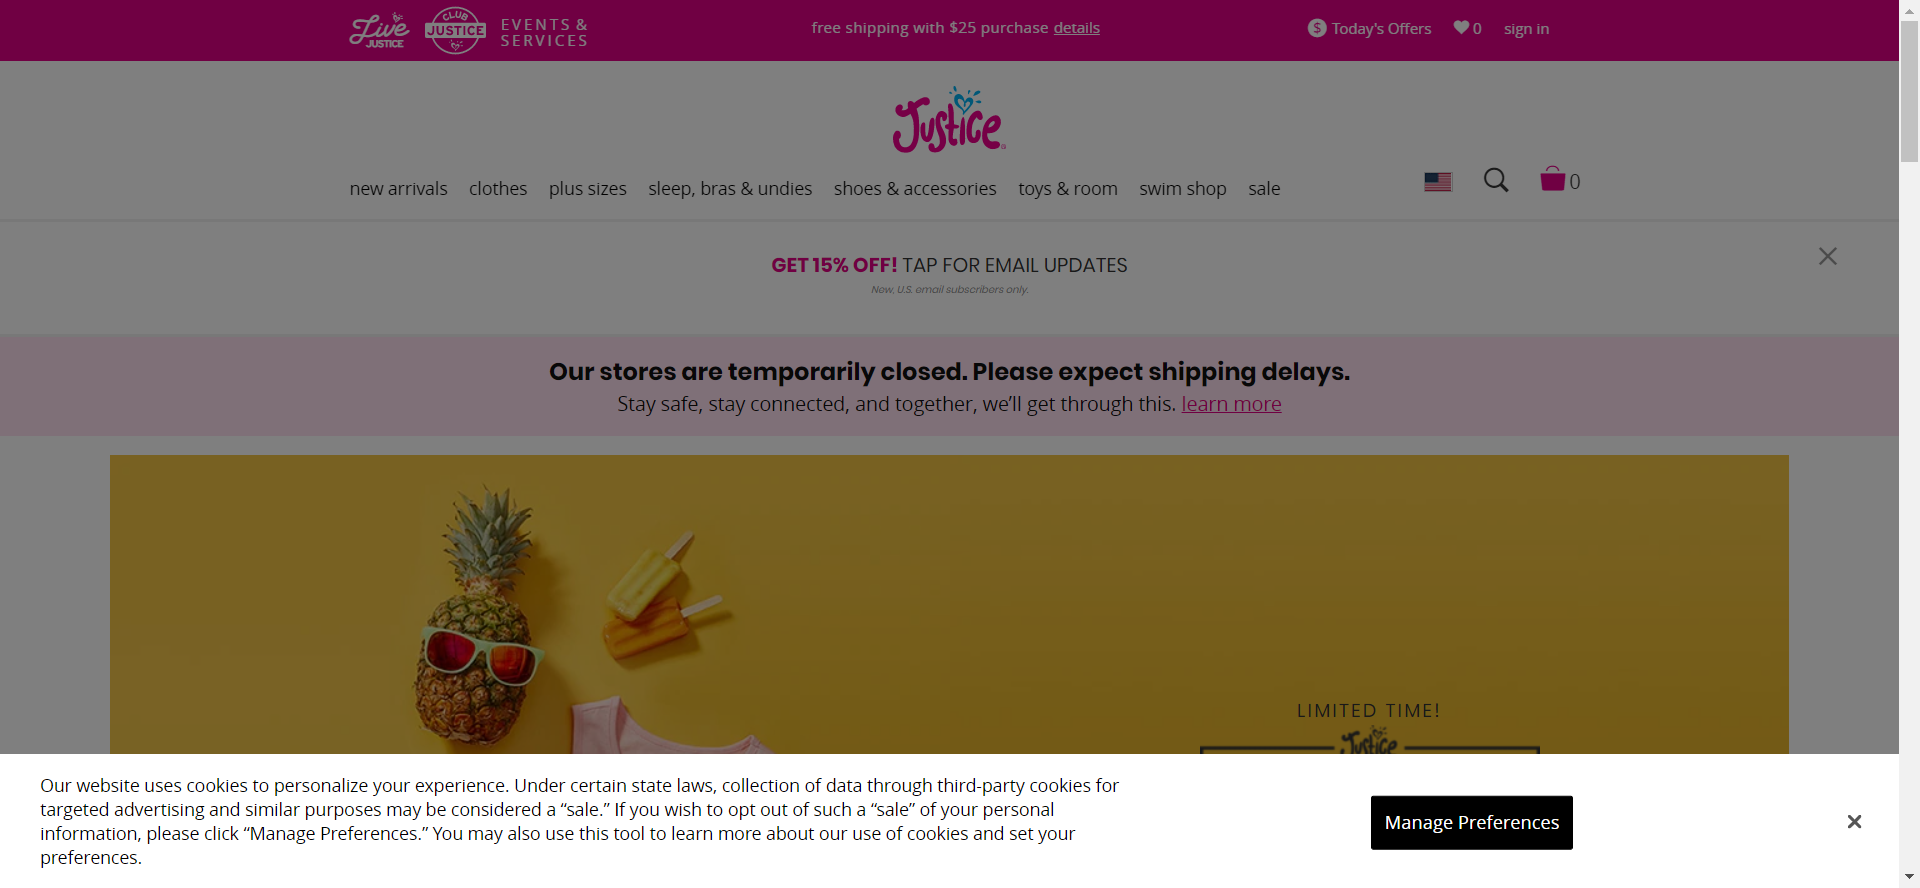 Live JUSTICE
CLUB JUSTICE
EVENTS & SERVICES
free shipping with $25 purchase details
$ Today's Offers
0
sign in
Justice
new arrivals clothes plus sizes sleep, bras & undies shoes & accessories toys & room swim shop sale
0
GET 15% OFF! TAP FOR EMAIL UPDATES
New, U.S. email subscribers only.
Our stores are temporarily closed. Please expect shipping delays.
Stay safe, stay connected, and together, we’ll get through this. learn more
LIMITED TIME!
Justice
Our website uses cookies to personalize your experience. Under certain state laws, collection of data through third-party cookies for
targeted advertising and similar purposes may be considered a “sale.” If you wish to opt out of such a “sale” of your personal
information, please click “Manage Preferences.” You may also use this tool to learn more about our use of cookies and set your
preferences.
Manage Preferences